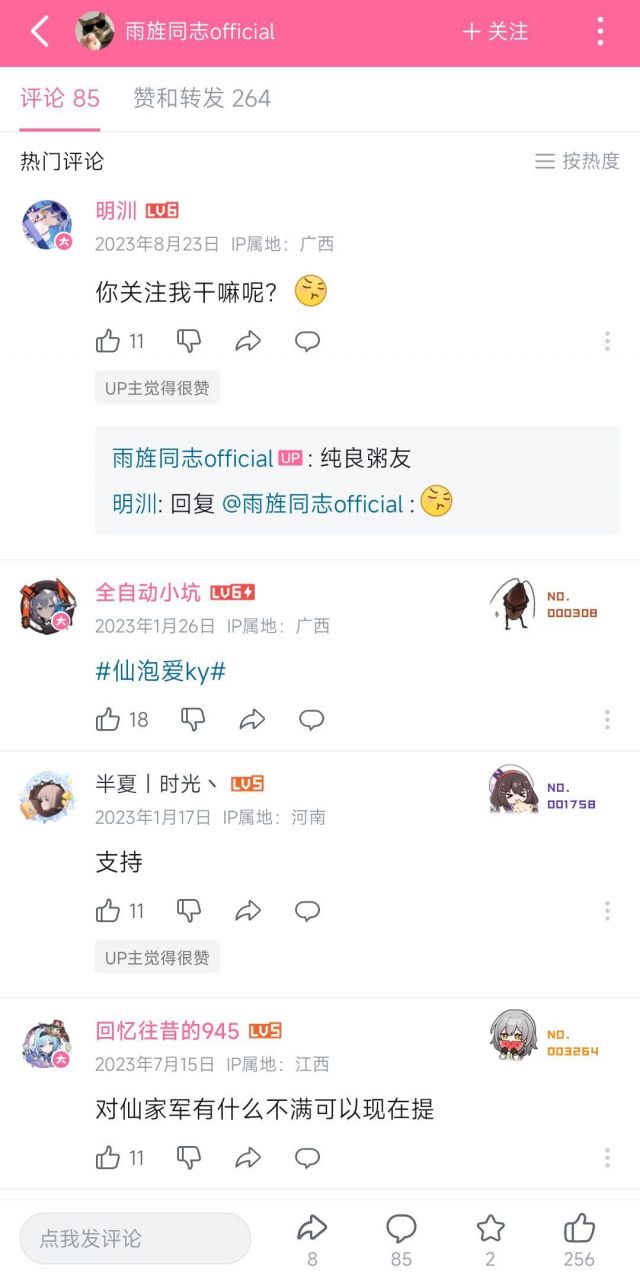 雨旌同志official
+ 关注
评论 85
赞和转发 264
热门评论
按热度
明浰 LV6
大
2023年8月23日 IP属地：广西
你关注我干嘛呢？
11
UP主觉得很赞
雨旌同志official UP : 纯良粥友
明浰: 回复 @雨旌同志official :
全自动小坑 LV6
大
2023年1月26日 IP属地：广西
NO.
000308
#仙泡爱ky#
18
半夏丨时光丶 LV5
2023年1月17日 IP属地：河南
NO.
001758
支持
11
UP主觉得很赞
回忆往昔的945 LV5
大
2023年7月15日 IP属地：江西
NO.
003264
对仙家军有什么不满可以现在提
11
点我发评论
8
85
2
256